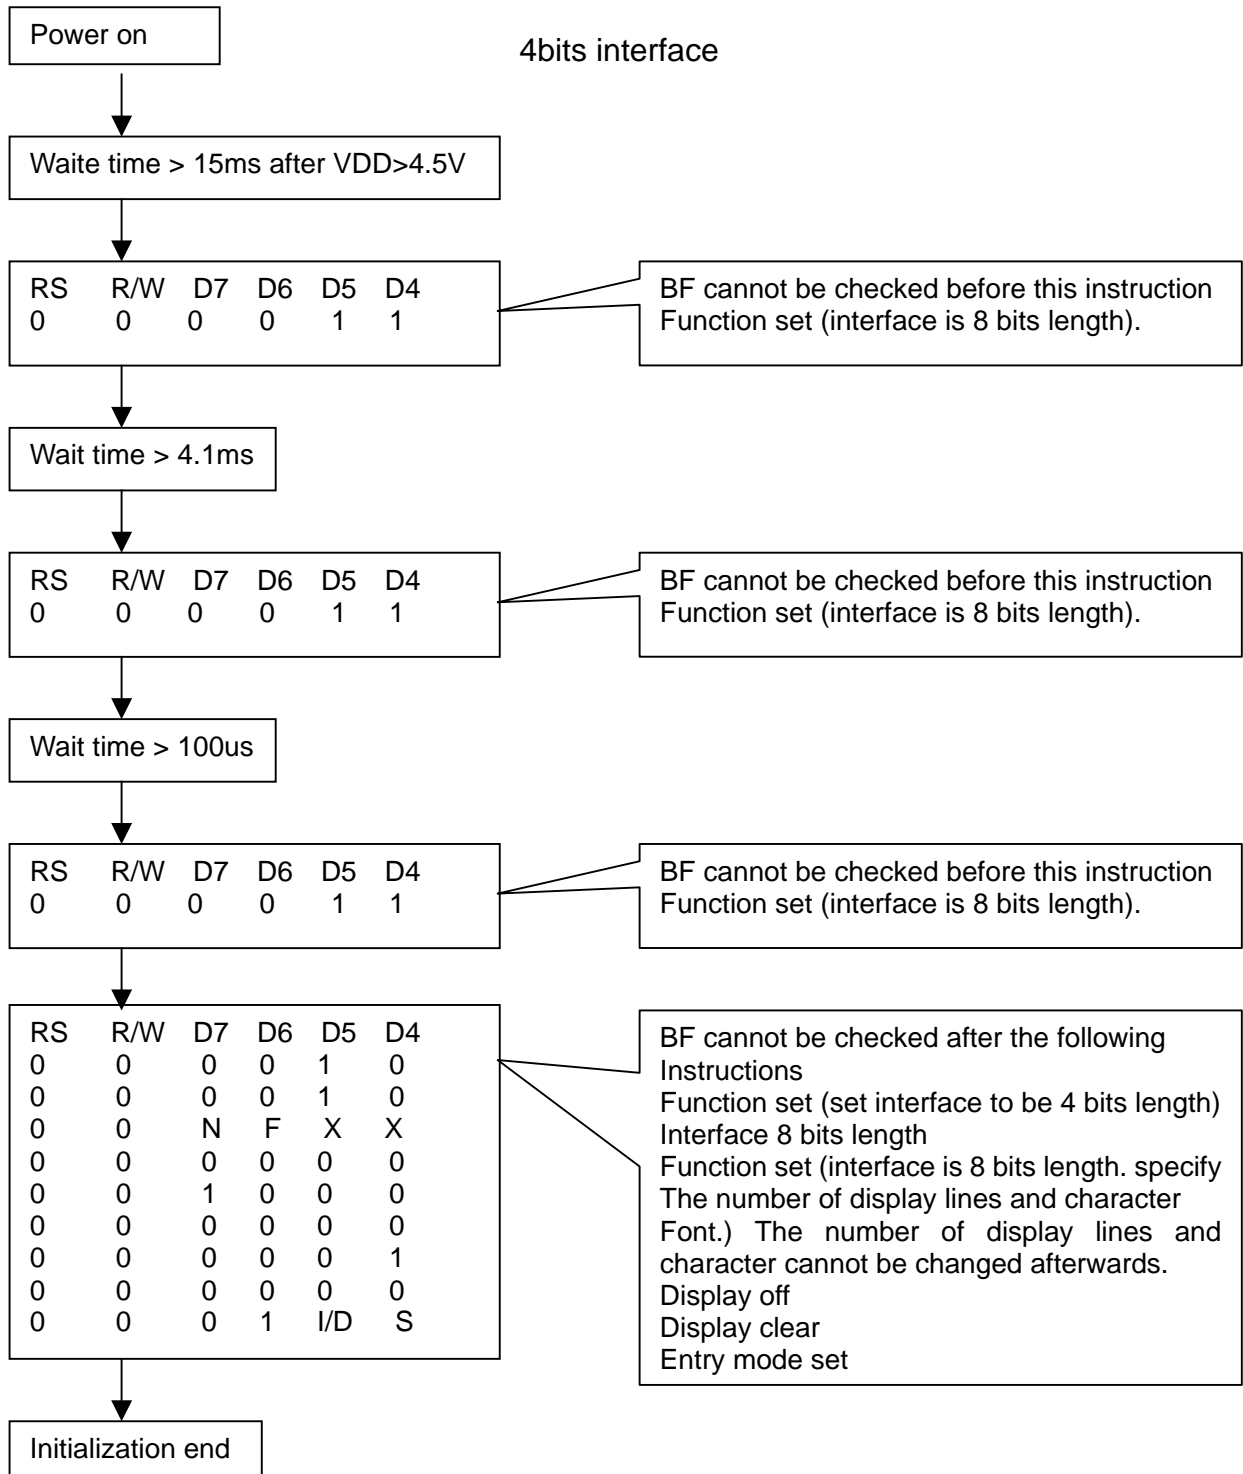 Power on
4bits interface
Waite time > 15ms after VDD>4.5V
RS R/W D7 D6 D5 D4
0 0 0 0 1 1
BF cannot be checked before this instruction
Function set (interface is 8 bits length).
Wait time > 4.1ms
RS R/W D7 D6 D5 D4
0 0 0 0 1 1
BF cannot be checked before this instruction
Function set (interface is 8 bits length).
Wait time > 100us
RS R/W D7 D6 D5 D4
0 0 0 0 1 1
BF cannot be checked before this instruction
Function set (interface is 8 bits length).
RS R/W D7 D6 D5 D4
0 0 0 0 1 0
0 0 0 0 1 0
0 0 N F X X
0 0 0 0 0 0
0 0 1 0 0 0
0 0 0 0 0 0
0 0 0 0 0 1
0 0 0 0 0 0
0 0 0 1 I/D S
BF cannot be checked after the following
Instructions
Function set (set interface to be 4 bits length)
Interface 8 bits length
Function set (interface is 8 bits length. specify
The number of display lines and character
Font.) The number of display lines and
character cannot be changed afterwards.
Display off
Display clear
Entry mode set
Initialization end